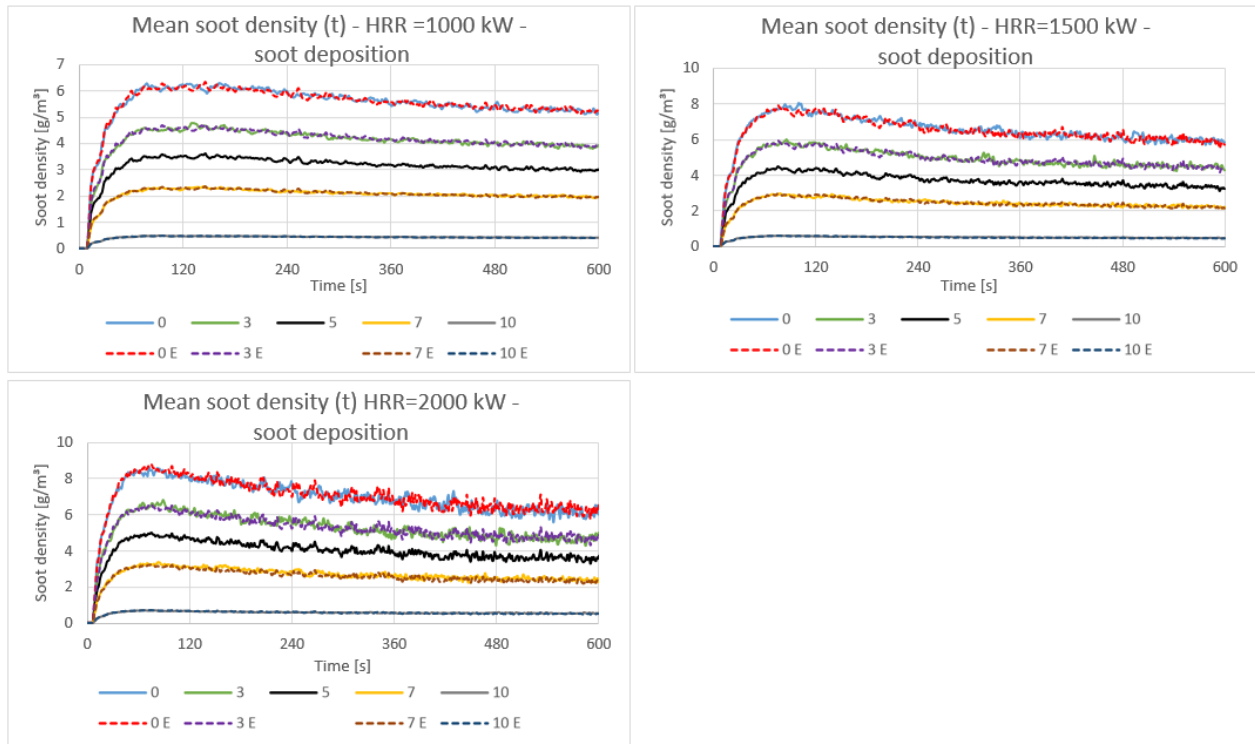 Mean soot density (t) - HRR =1000 kW -
soot deposition
Soot density [g/m³]
7
6
5
4
3
2
1
0
0 120 240 360 480 600
Time [s]
0 3 5 7 10
0 E 3 E 7 E 10 E
Mean soot density (t) - HRR=1500 kW -
soot deposition
Soot density [g/m³]
10
8
6
4
2
0
0 120 240 360 480 600
Time [s]
0 3 5 7 10
0 E 3 E 7 E 10 E
Mean soot density (t) HRR=2000 kW -
soot deposition
Soot density [g/m³]
10
8
6
4
2
0
0 120 240 360 480 600
Time [s]
0 3 5 7 10
0 E 3 E 7 E 10 E